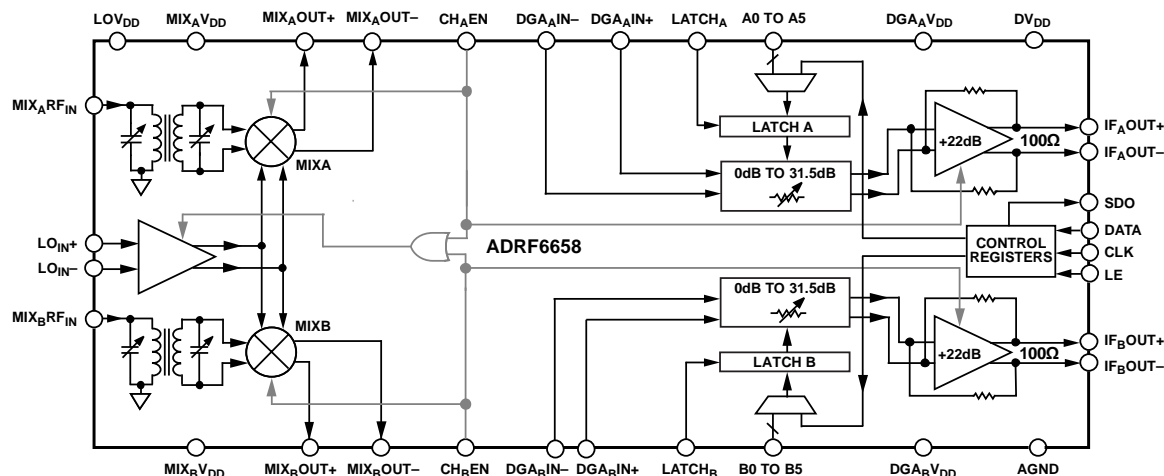 LOVDD
MIXAVDD
MIXAOUT+
MIXAOUT–
CHAEN
DGAAIN–
DGAAIN+
LATCHA
A0 TO A5
DGAAVDD
DVDD
MIXARFIN
MIXA
LATCH A
0dB TO 31.5dB
+22dB
100Ω
IFAOUT+
IFAOUT–
SDO
DATA
CLK
LE
CONTROL
REGISTERS
LOIN+
LOIN–
ADRF6658
MIXBRFIN
MIXB
0dB TO 31.5dB
LATCH B
+22dB
100Ω
IFBOUT+
IFBOUT–
MIXBVDD
MIXBOUT+
MIXBOUT–
CHBEN
DGABIN–
DGABIN+
LATCHB
B0 TO B5
DGABVDD
AGND